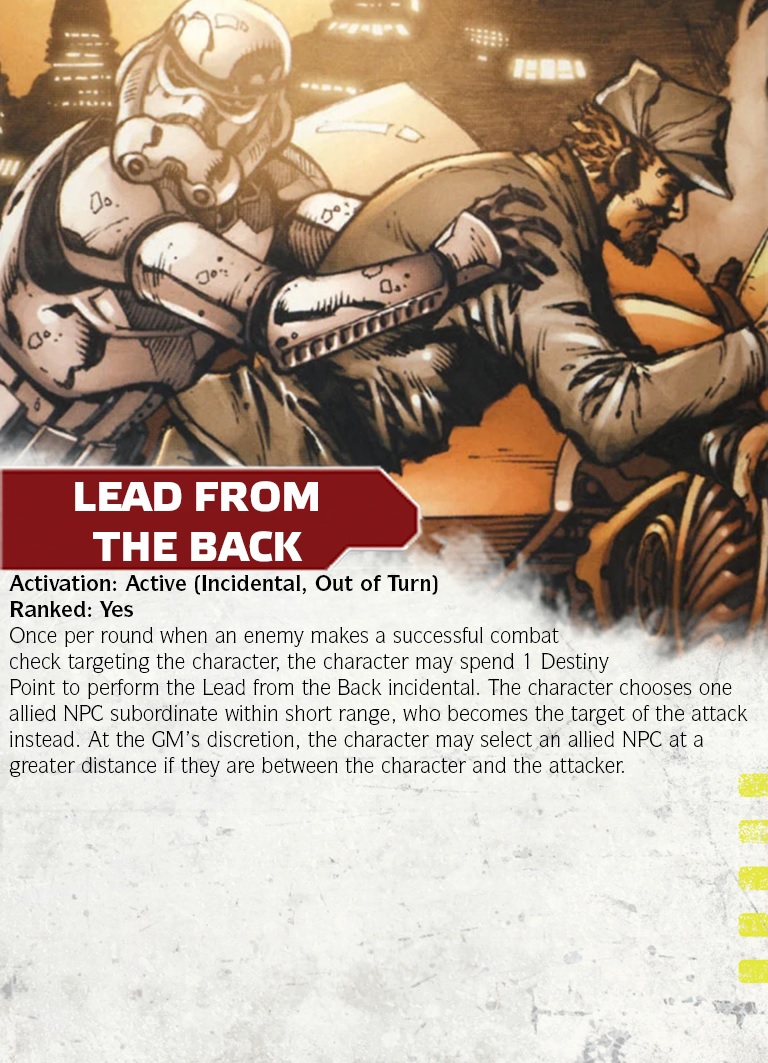 LEAD FROM
THE BACK
Activation: Active (Incidental, Out of Turn)
Ranked: Yes
Once per round when an enemy makes a successful combat
check targeting the character, the character may spend 1 Destiny
Point to perform the Lead from the Back incidental. The character chooses one
allied NPC subordinate within short range, who becomes the target of the attack
instead. At the GM's discretion, the character may select an allied NPC at a
greater distance if they are between the character and the attacker.